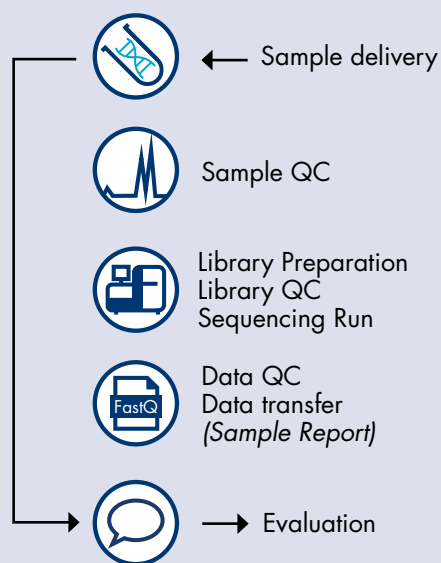 Sample delivery
Sample QC
Library Preparation
Library QC
Sequencing Run
FastQ
Data QC
Data transfer
(Sample Report)
Evaluation